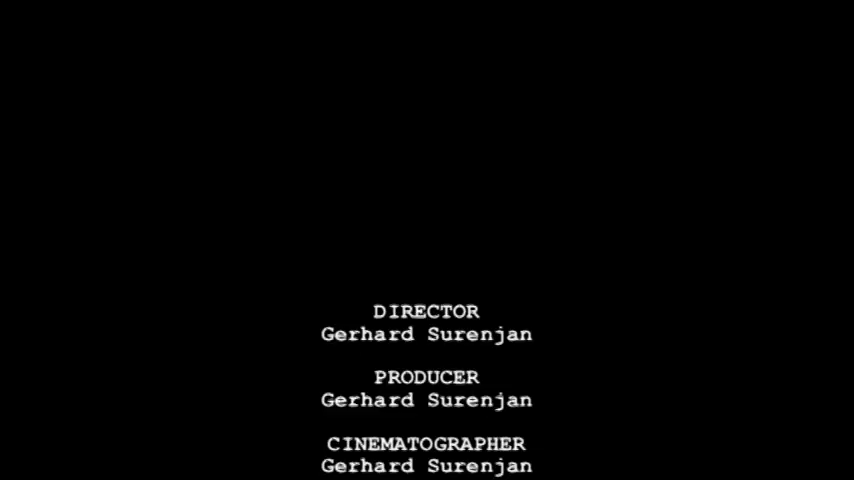 DIRECTOR
Gerhard Surenjan
PRODUCER
Gerhard Surenjan
CINEMATOGRAPHER
Gerhard Surenjan